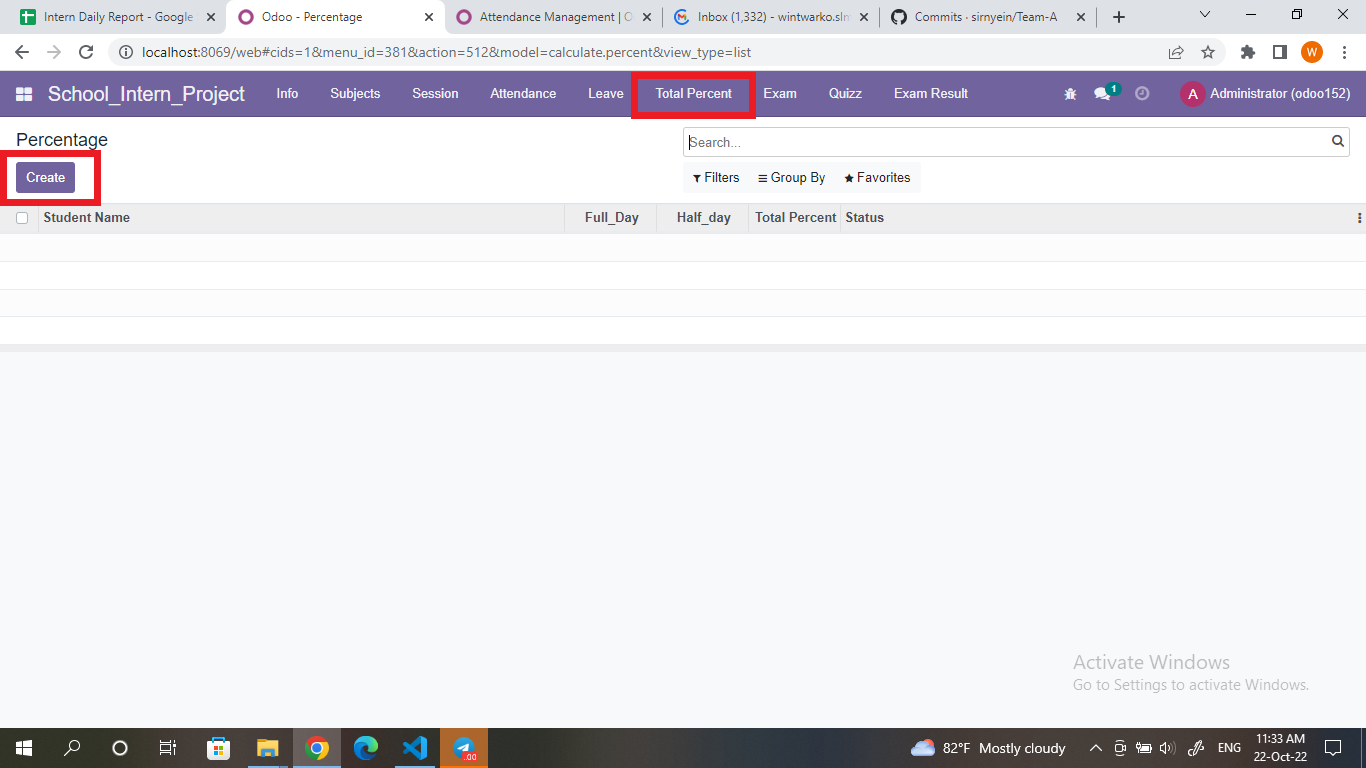 Intern Daily Report - Google
Odoo - Percentage
Attendance Management | O
Inbox (1,332) - wintwarko.slm
Commits · sirnyein/Team-A
localhost:8069/web#cids=1&menu_id=381&action=512&model=calculate.percent&view_type=list
W
School_Intern_Project
Info
Subjects
Session
Attendance
Leave
Total Percent
Exam
Quizz
Exam Result
1
A
Administrator (odoo152)
Percentage
Search...
Create
Filters
Group By
Favorites
Student Name
Full_Day
Half_day
Total Percent
Status
Activate Windows
Go to Settings to activate Windows.
82°F Mostly cloudy
ENG
11:33 AM
22-Oct-22